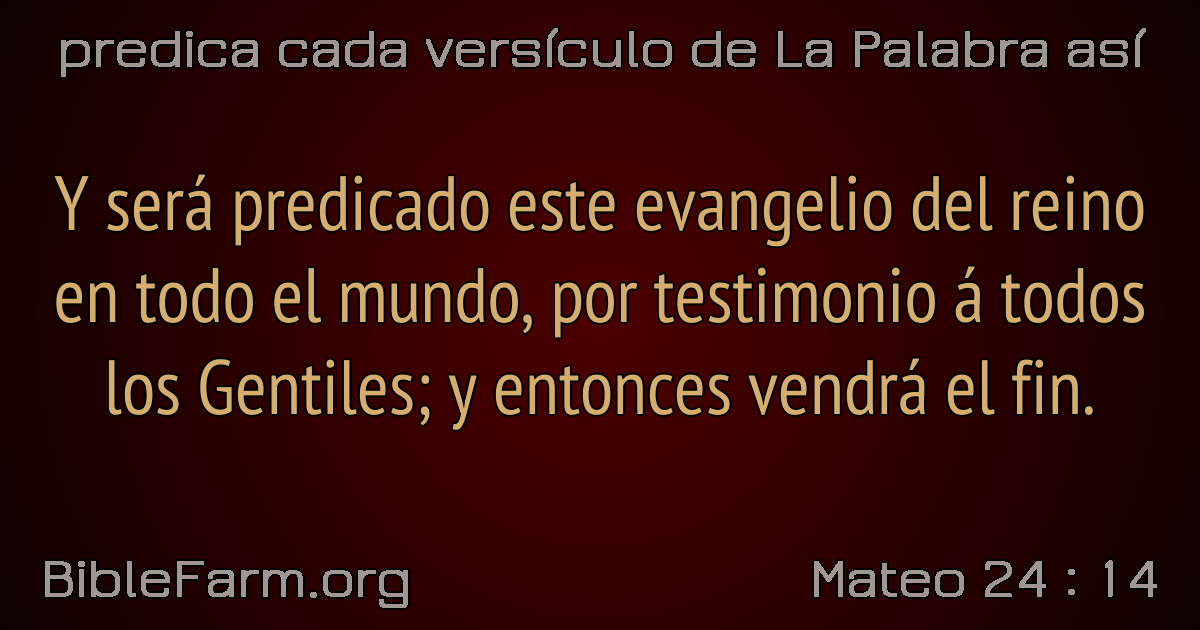 predica cada versículo de La Palabra así
Y será predicado este evangelio del reino
en todo el mundo, por testimonio á todos
los Gentiles; y entonces vendrá el fin.
BibleFarm.org
Mateo 24 : 14